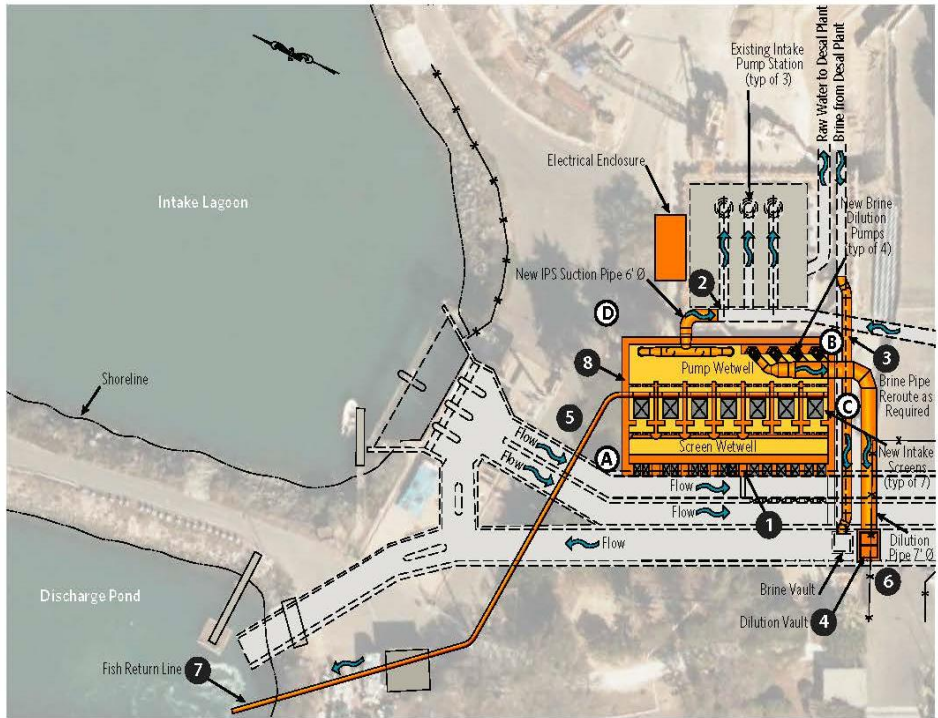 Existing Intake
Pump Station
(typ of 3)
Raw Water to Desal Plant
Brine from Desal Plant
Electrical Enclosure
Intake Lagoon
New Brine
Dilution
Pumps
(typ of 4)
New IPS Suction Pipe 6' Ø
2
D
B
3
8
Pump Wetwell
Shoreline
Brine Pipe
Reroute as
Required
5
C
Flow
Screen Wetwell
A
New Intake
Screens
(typ of 7)
Flow
Flow
Flow
1
Flow
Dilution
Pipe 7' Ø
6
Discharge Pond
Brine Vault
Dilution Vault
4
Fish Return Line
7